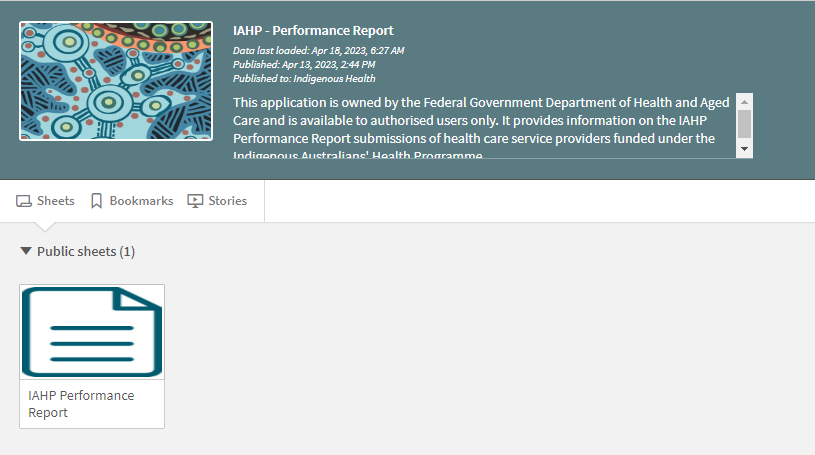 IAHP - Performance Report
Data last loaded: Apr 18, 2023, 6:27 AM
Published: Apr 13, 2023, 2:44 PM
Published to: Indigenous Health
This application is owned by the Federal Government Department of Health and Aged
Care and is available to authorised users only. It provides information on the IAHP
Performance Report submissions of health care service providers funded under the
Indigenous Australians' Health Programme
Sheets
Bookmarks
Stories
Public sheets (1)
IAHP Performance
Report